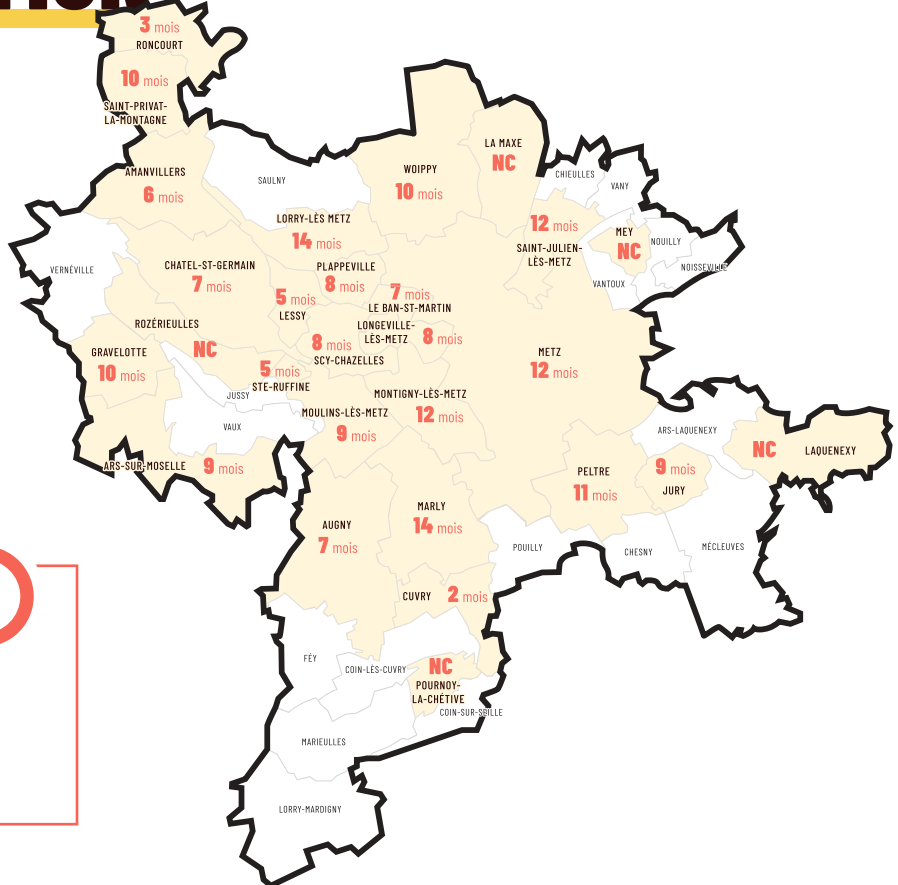 3 mois
RONCOURT
10 mois
SAINT-PRIVAT-
LA-MONTAGNE
AMANVILLERS
6 mois
SAULNY
WOIPPY
10 mois
LA MAXE
NC
CHIEULLES
VANY
LORRY-LÈS METZ
14 mois
12 mois
SAINT-JULIEN-
LÈS-METZ
MEY
NC
NOUILLY
NOISSEVILLE
VANTOUX
VERNÉVILLE
CHATEL-ST-GERMAIN
7 mois
PLAPPEVILLE
8 mois
5 mois
LESSY
7 mois
LE BAN-ST-MARTIN
LONGEVILLE-
LÈS-METZ
8 mois
8 mois
SCY-CHAZELLES
ROZÉRIEULLES
NC
GRAVELOTTE
10 mois
5 mois
STE-RUFFINE
JUSSY
METZ
12 mois
MONTIGNY-LÈS-METZ
12 mois
MOULINS-LÈS-METZ
9 mois
VAUX
ARS-SUR-MOSELLE
9 mois
ARS-LAQUENEXY
NC
LAQUENEXY
PELTRE
11 mois
9 mois
JURY
AUGNY
7 mois
MARLY
14 mois
POUILLY
CHESNY
MÉCLEUVES
CUVRY
2 mois
FÉY
COIN-LÈS-CUVRY
NC
POURNOY-
LA-CHÉTIVE
COIN-SUR-SEILLE
MARIEULLES
LORRY-MARDIGNY